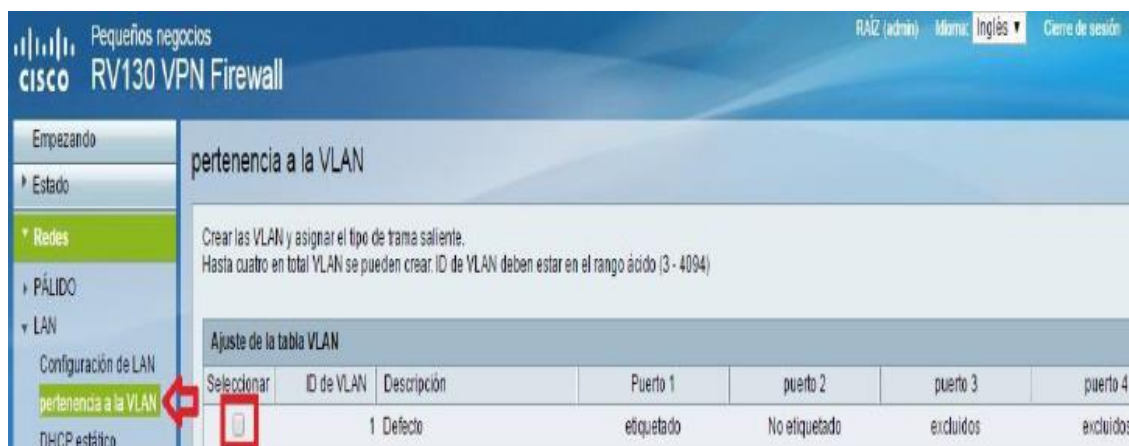 Pequeños negocios
CISCO RV130 VPN Firewall
RAÍZ (admin) Idioma: Inglés Cierre de sesión
Empezando
Estado
Redes
PÁLIDO
LAN
Configuración de LAN
pertenencia a la VLAN
DHCP estático
pertenencia a la VLAN
Crear las VLAN y asignar el tipo de trama saliente.
Hasta cuatro en total VLAN se pueden crear. ID de VLAN deben estar en el rango ácido (3 - 4094)
Ajuste de la tabla VLAN
Seleccionar ID de VLAN Descripción Puerto 1 puerto 2 puerto 3 puerto 4
1 Defecto etiquetado No etiquetado excluidos excluidos